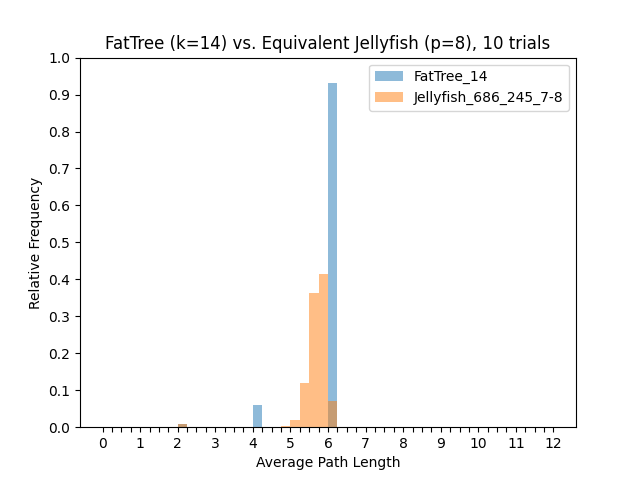 FatTree (k=14) vs. Equivalent Jellyfish (p=8), 10 trials
FatTree_14
Jellyfish_686_245_7-8
Relative Frequency
1.0
0.9
0.8
0.7
0.6
0.5
0.4
0.3
0.2
0.1
0.0
0 1 2 3 4 5 6 7 8 9 10 11 12
Average Path Length